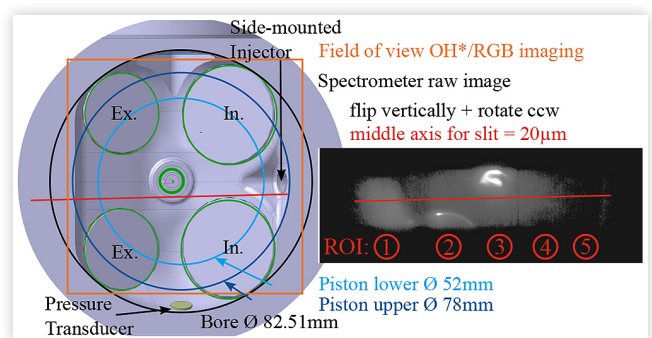 Side-mounted
Injector
Field of view OH*/RGB imaging
Spectrometer raw image
flip vertically + rotate ccw
middle axis for slit = 20µm
Ex.
In.
Ex.
In.
ROI: 1 2 3 4 5
Piston lower Ø 52mm
Piston upper Ø 78mm
Pressure
Transducer
Bore Ø 82.51mm